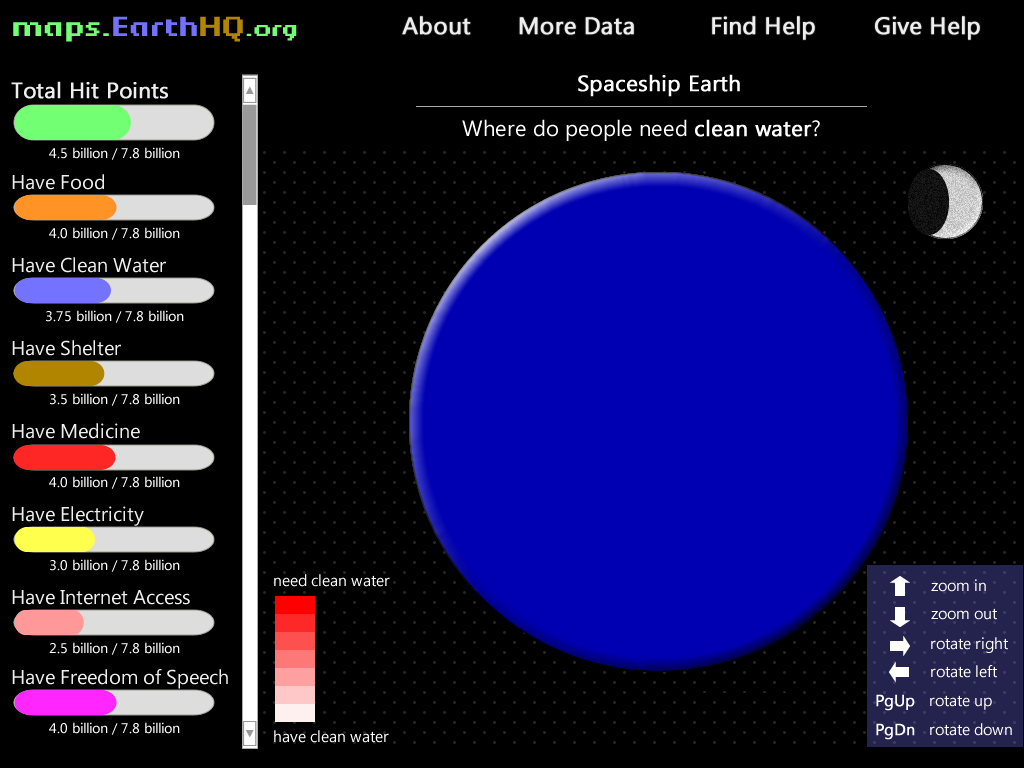 maps.EarthHQ.org
About
More Data
Find Help
Give Help
Total Hit Points
4.5 billion / 7.8 billion
Have Food
4.0 billion / 7.8 billion
Have Clean Water
3.75 billion / 7.8 billion
Have Shelter
3.5 billion / 7.8 billion
Have Medicine
4.0 billion / 7.8 billion
Have Electricity
3.0 billion / 7.8 billion
Have Internet Access
2.5 billion / 7.8 billion
Have Freedom of Speech
4.0 billion / 7.8 billion
Spaceship Earth
Where do people need clean water?
need clean water
have clean water
zoom in
zoom out
rotate right
rotate left
PgUp rotate up
PgDn rotate down